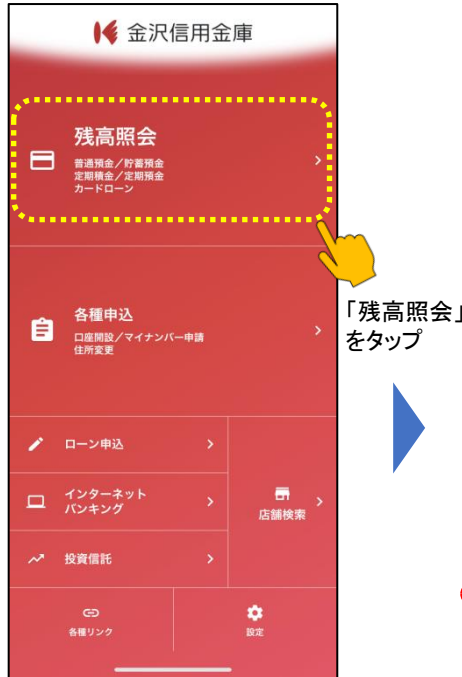 金沢信用金庫
残高照会
普通預金／貯蓄預金
定期積金／定期預金
カードローン
各種申込
口座開設／マイナンバー申請
住所変更
「残高照会」
をタップ
ローン申込
インターネット
バンキング
投資信託
店舗検索
各種リンク
設定